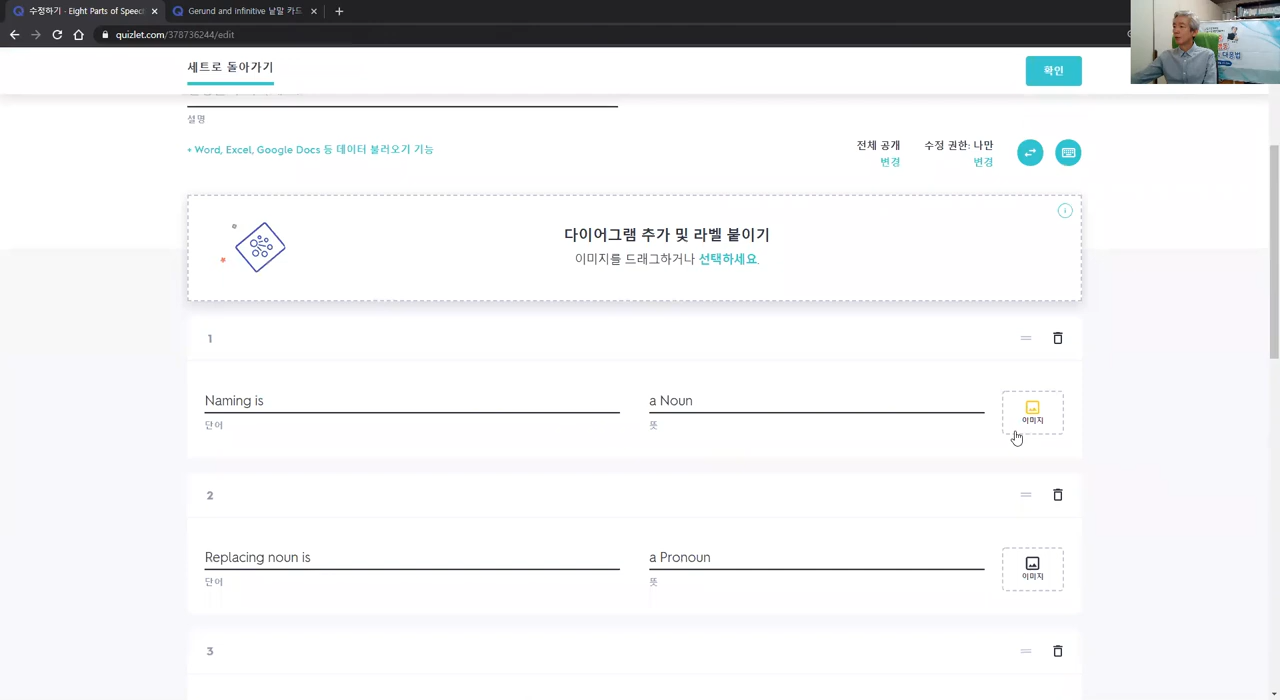 수정하기 - Eight Parts of Speec
Gerund and infinitive 낱말 카드
quizlet.com/378736244/edit
세트로 돌아가기
확인
설명
+ Word, Excel, Google Docs 등 데이터 불러오기 기능
전체 공개
변경
수정 권한: 나만
변경
다이어그램 추가 및 라벨 붙이기
이미지를 드래그하거나 선택하세요.
1
Naming is
단어
a Noun
뜻
이미지
2
Replacing noun is
단어
a Pronoun
뜻
이미지
3